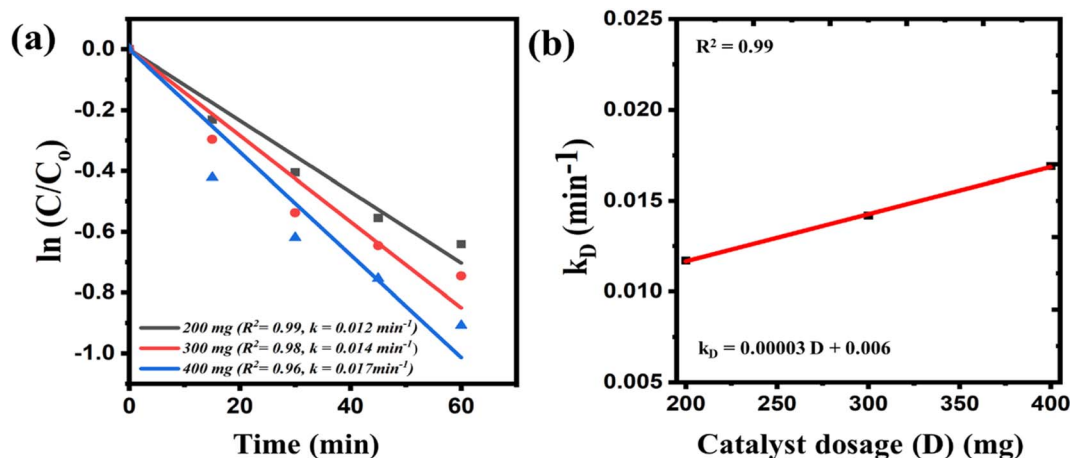 (a)
0.0
-0.2
-0.4
-0.6
-0.8
-1.0
ln (C/Co)
200 mg (R²= 0.99, k = 0.012 min⁻¹)
300 mg (R²= 0.98, k = 0.014 min⁻¹)
400 mg (R²= 0.96, k = 0.017min⁻¹)
0 20 40 60
Time (min)
(b)
0.025
0.020
0.015
0.010
0.005
kD (min⁻¹)
R² = 0.99
kD = 0.00003 D + 0.006
200 250 300 350 400
Catalyst dosage (D) (mg)